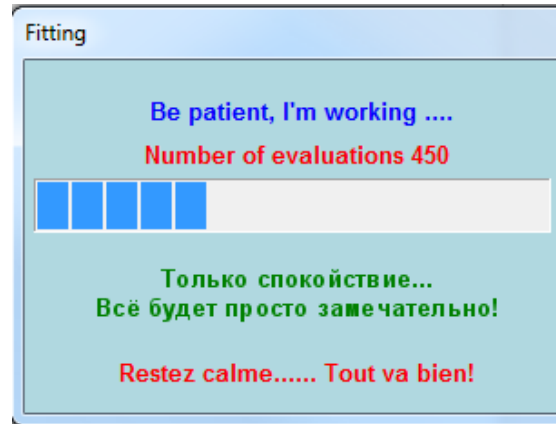 Fitting
Be patient, I'm working ....
Number of evaluations 450
Только спокойствие...
Всё будет просто замечательно!
Restez calme...... Tout va bien!